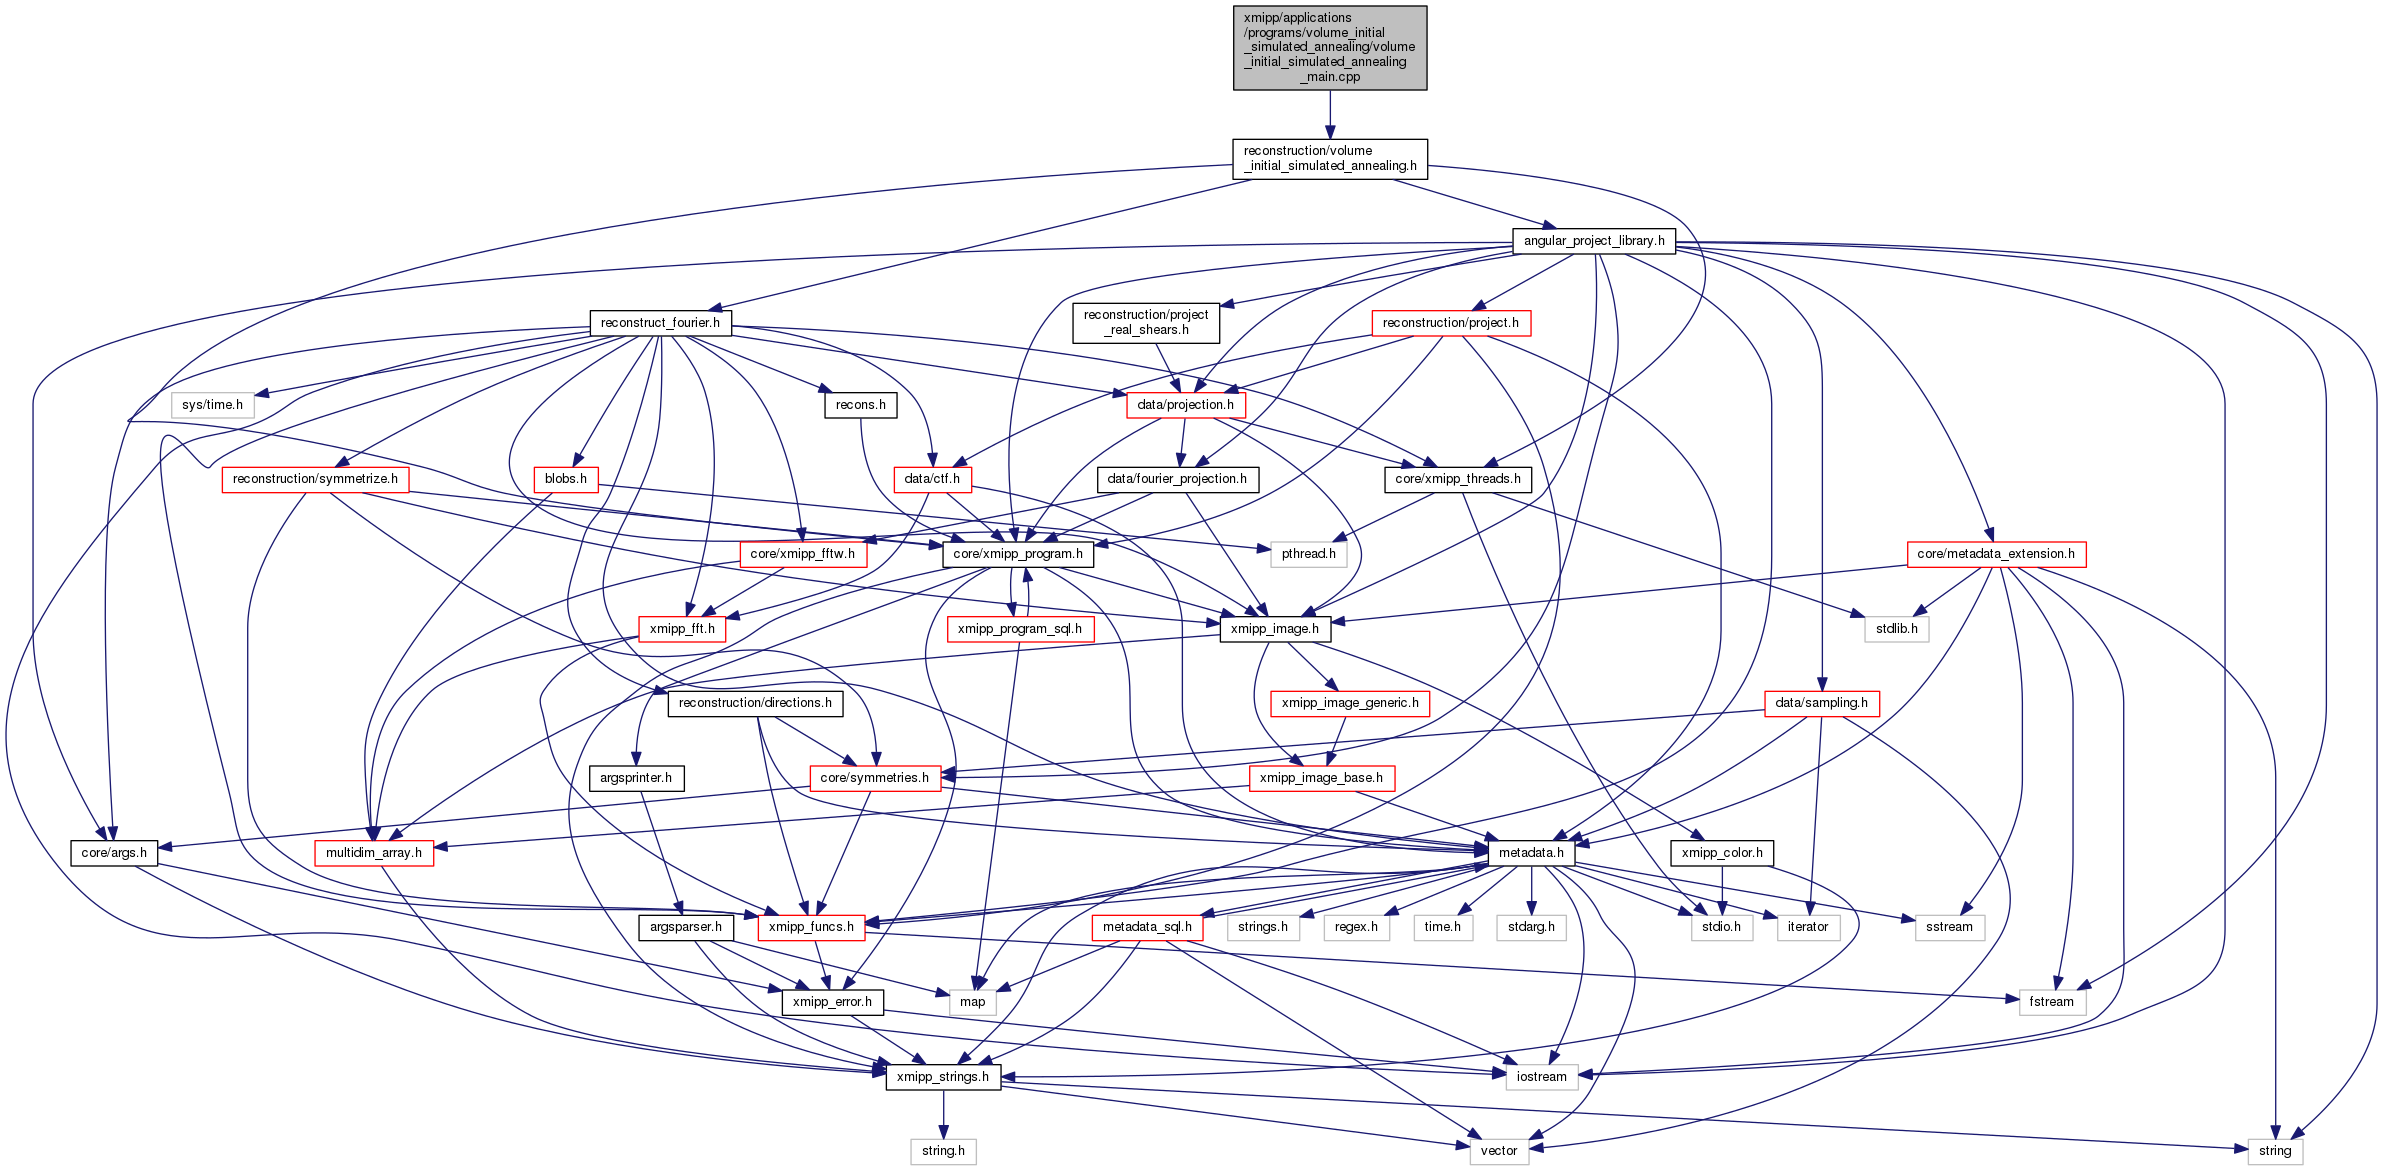 xmipp/applications
/programs/volume_initial
_simulated_annealing/volume
_initial_simulated_annealing
_main.cpp
reconstruction/volume
_initial_simulated_annealing.h
angular_project_library.h
reconstruct_fourier.h
reconstruction/project
_real_shears.h
reconstruction/project.h
sys/time.h
recons.h
data/projection.h
reconstruction/symmetrize.h
blobs.h
data/ctf.h
data/fourier_projection.h
core/xmipp_threads.h
core/xmipp_fftw.h
core/xmipp_program.h
pthread.h
core/metadata_extension.h
xmipp_fft.h
xmipp_program_sql.h
xmipp_image.h
stdlib.h
reconstruction/directions.h
xmipp_image_generic.h
data/sampling.h
argsprinter.h
core/symmetries.h
xmipp_image_base.h
core/args.h
multidim_array.h
metadata.h
xmipp_color.h
argsparser.h
xmipp_funcs.h
metadata_sql.h
strings.h
regex.h
time.h
stdarg.h
stdio.h
iterator
sstream
xmipp_error.h
map
fstream
xmipp_strings.h
iostream
string.h
vector
string